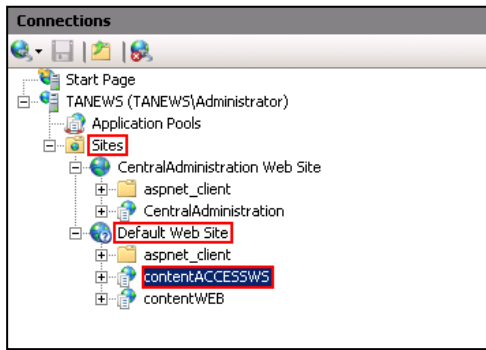 Connections
Start Page
TANEWS (TANEWS\Administrator)
Application Pools
Sites
CentralAdministration Web Site
aspnet_client
CentralAdministration
Default Web Site
aspnet_client
contentACCESSWS
contentWEB